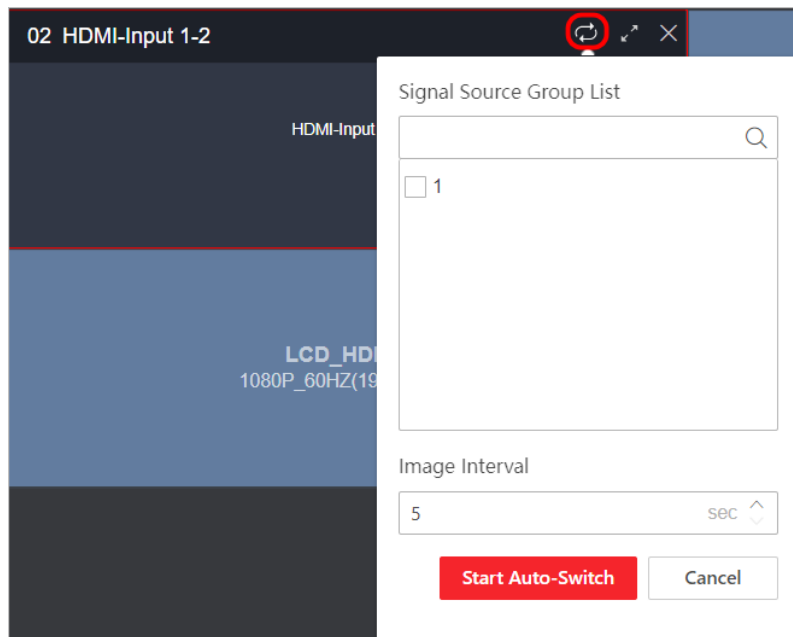 02 HDMI-Input 1-2
HDMI-Input
LCD_HD
1080P_60HZ(19
Signal Source Group List
1
Image Interval
5 sec
Start Auto-Switch Cancel